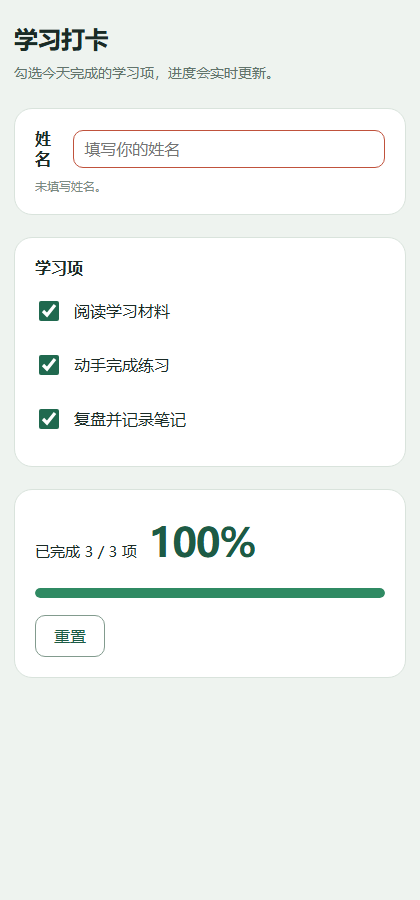 学习打卡
勾选今天完成的学习项，进度会实时更新。
姓名
填写你的姓名
未填写姓名。
学习项
阅读学习材料
动手完成练习
复盘并记录笔记
已完成 3 / 3 项 100%
重置